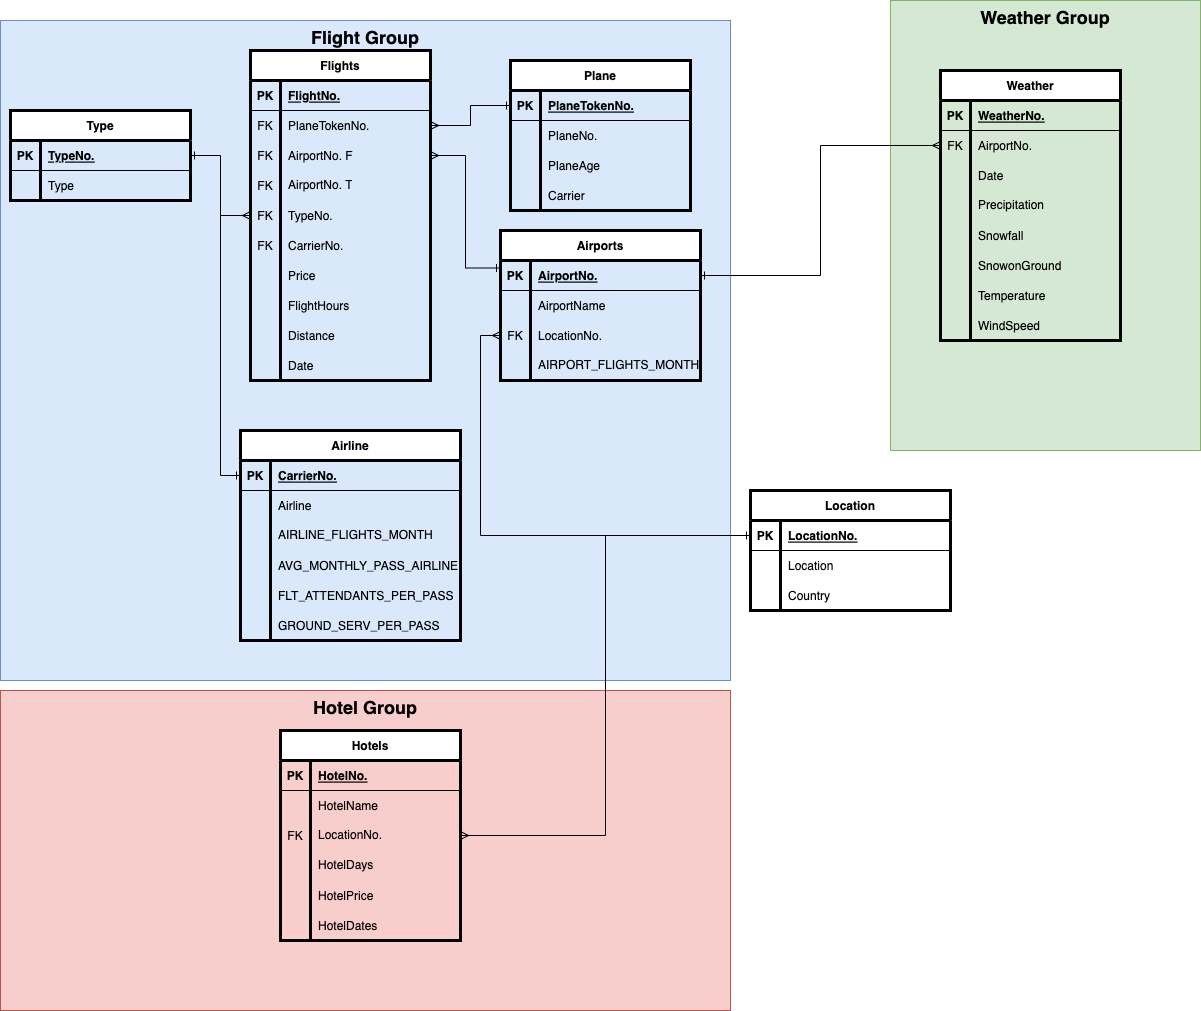 Weather Group
Flight Group
Flights
PK FlightNo.
FK PlaneTokenNo.
FK AirportNo. F
FK AirportNo. T
FK TypeNo.
FK CarrierNo.
Price
FlightHours
Distance
Date
Plane
PK PlaneTokenNo.
PlaneNo.
PlaneAge
Carrier
Weather
PK WeatherNo.
FK AirportNo.
Date
Precipitation
Snowfall
SnowonGround
Temperature
WindSpeed
Type
PK TypeNo.
Type
Airports
PK AirportNo.
AirportName
FK LocationNo.
AIRPORT_FLIGHTS_MONTH
Airline
PK CarrierNo.
Airline
AIRLINE_FLIGHTS_MONTH
AVG_MONTHLY_PASS_AIRLINE
FLT_ATTENDANTS_PER_PASS
GROUND_SERV_PER_PASS
Location
PK LocationNo.
Location
Country
Hotel Group
Hotels
PK HotelNo.
HotelName
FK LocationNo.
HotelDays
HotelPrice
HotelDates